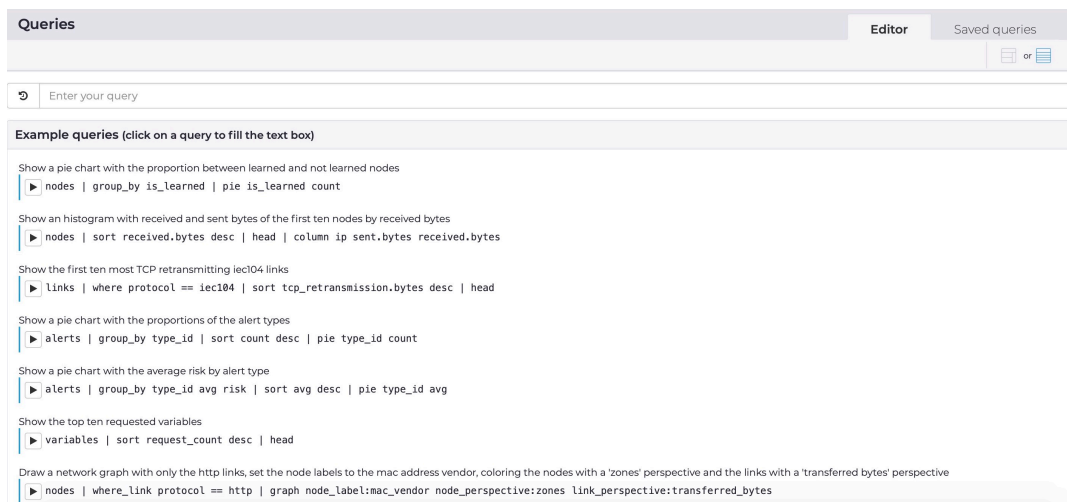 Queries
Editor
Saved queries
or
Enter your query
Example queries (click on a query to fill the text box)
Show a pie chart with the proportion between learned and not learned nodes
nodes | group_by is_learned | pie is_learned count
Show an histogram with received and sent bytes of the first ten nodes by received bytes
nodes | sort received.bytes desc | head | column ip sent.bytes received.bytes
Show the first ten most TCP retransmitting iec104 links
links | where protocol == iec104 | sort tcp_retransmission.bytes desc | head
Show a pie chart with the proportions of the alert types
alerts | group_by type_id | sort count desc | pie type_id count
Show a pie chart with the average risk by alert type
alerts | group_by type_id avg risk | sort avg desc | pie type_id avg
Show the top ten requested variables
variables | sort request_count desc | head
Draw a network graph with only the http links, set the node labels to the mac address vendor, coloring the nodes with a 'zones' perspective and the links with a 'transferred bytes' perspective
nodes | where_link protocol == http | graph node_label:mac_vendor node_perspective:zones link_perspective:transferred_bytes